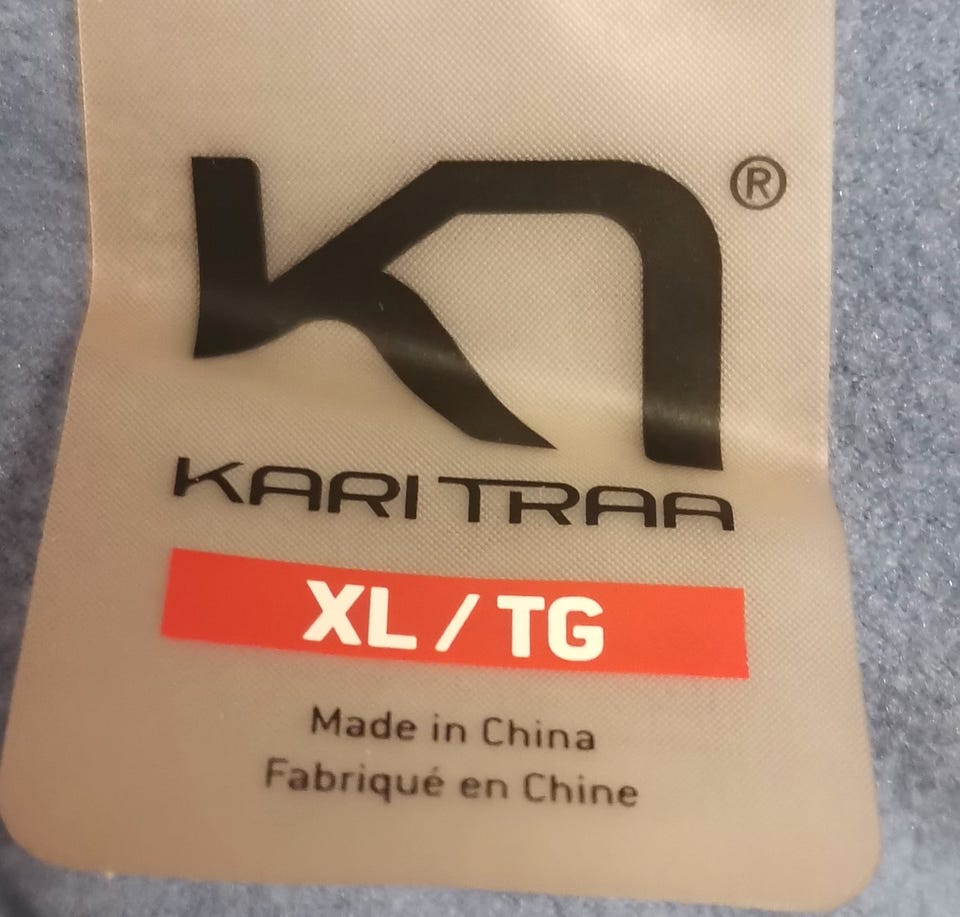 ®
KARI TRAA
XL / TG
Made in China
Fabriqué en Chine